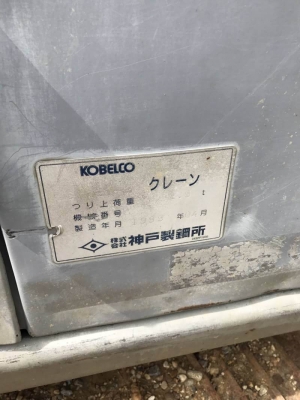 KOBELCO
クレーン
つり上荷重 t
機械番号
製造年月 年 月
株式会社 神戸製鋼所